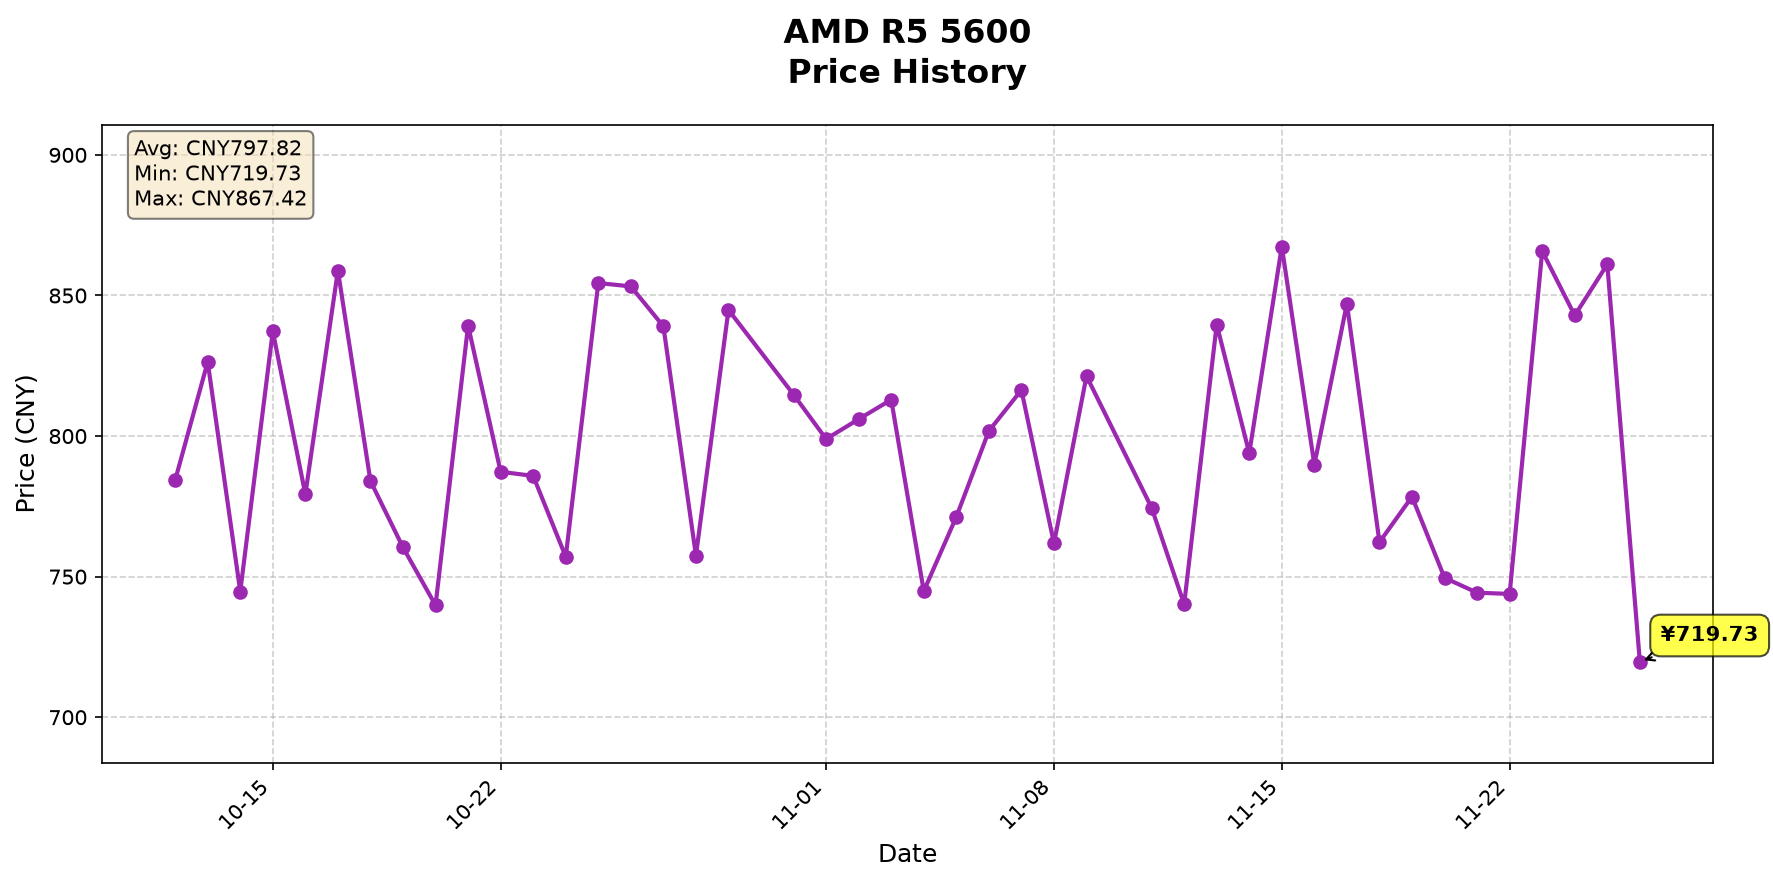 AMD R5 5600
Price History
Avg: CNY797.82
Min: CNY719.73
Max: CNY867.42
900
850
800
750
700
Price (CNY)
¥719.73
10-15
10-22
11-01
11-08
11-15
11-22
Date